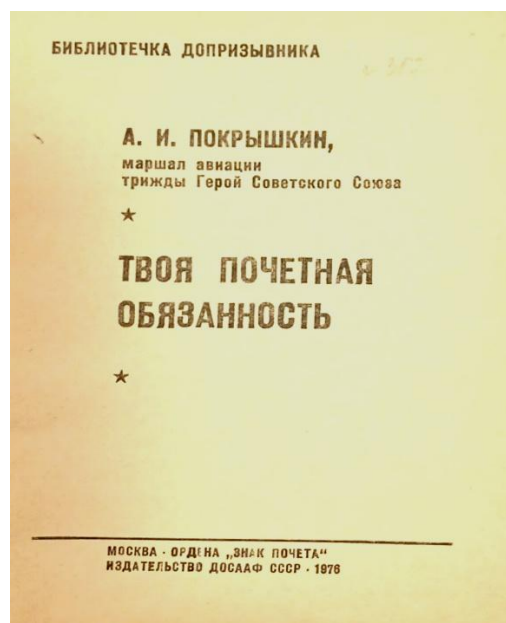 БИБЛИОТЕЧКА ДОПРИЗЫВНИКА
А. И. ПОКРЫШКИН,
маршал авиации
трижды Герой Советского Союза
★
ТВОЯ ПОЧЕТНАЯ
ОБЯЗАННОСТЬ
★
МОСКВА · ОРДЕНА „ЗНАК ПОЧЕТА“
ИЗДАТЕЛЬСТВО ДОСААФ СССР · 1976